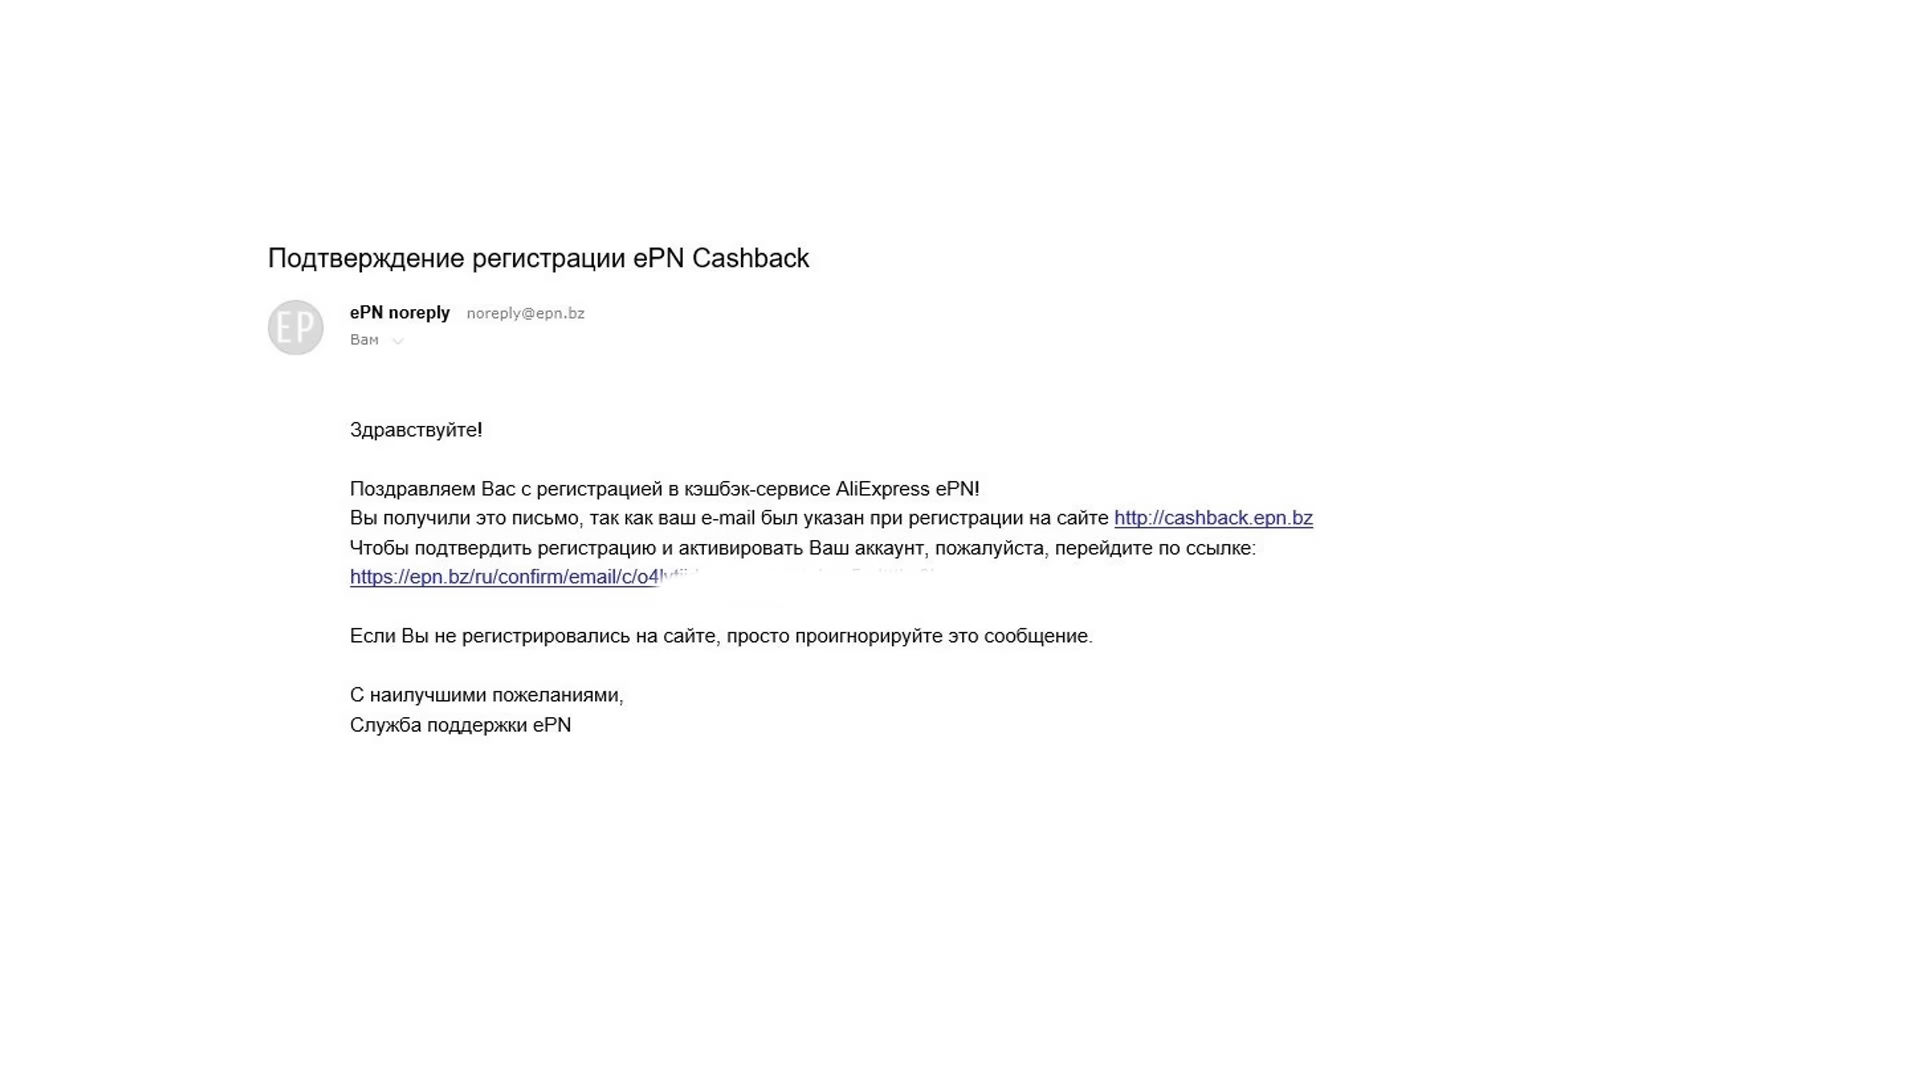 Подтверждение регистрации ePN Cashback
EP
ePN noreply noreply@epn.bz
Вам
Здравствуйте!
Поздравляем Вас с регистрацией в кэшбэк-сервисе AliExpress ePN!
Вы получили это письмо, так как ваш e-mail был указан при регистрации на сайте http://cashback.epn.bz
Чтобы подтвердить регистрацию и активировать Ваш аккаунт, пожалуйста, перейдите по ссылке:
https://epn.bz/ru/confirm/email/c/o4
Если Вы не регистрировались на сайте, просто проигнорируйте это сообщение.
С наилучшими пожеланиями,
Служба поддержки ePN